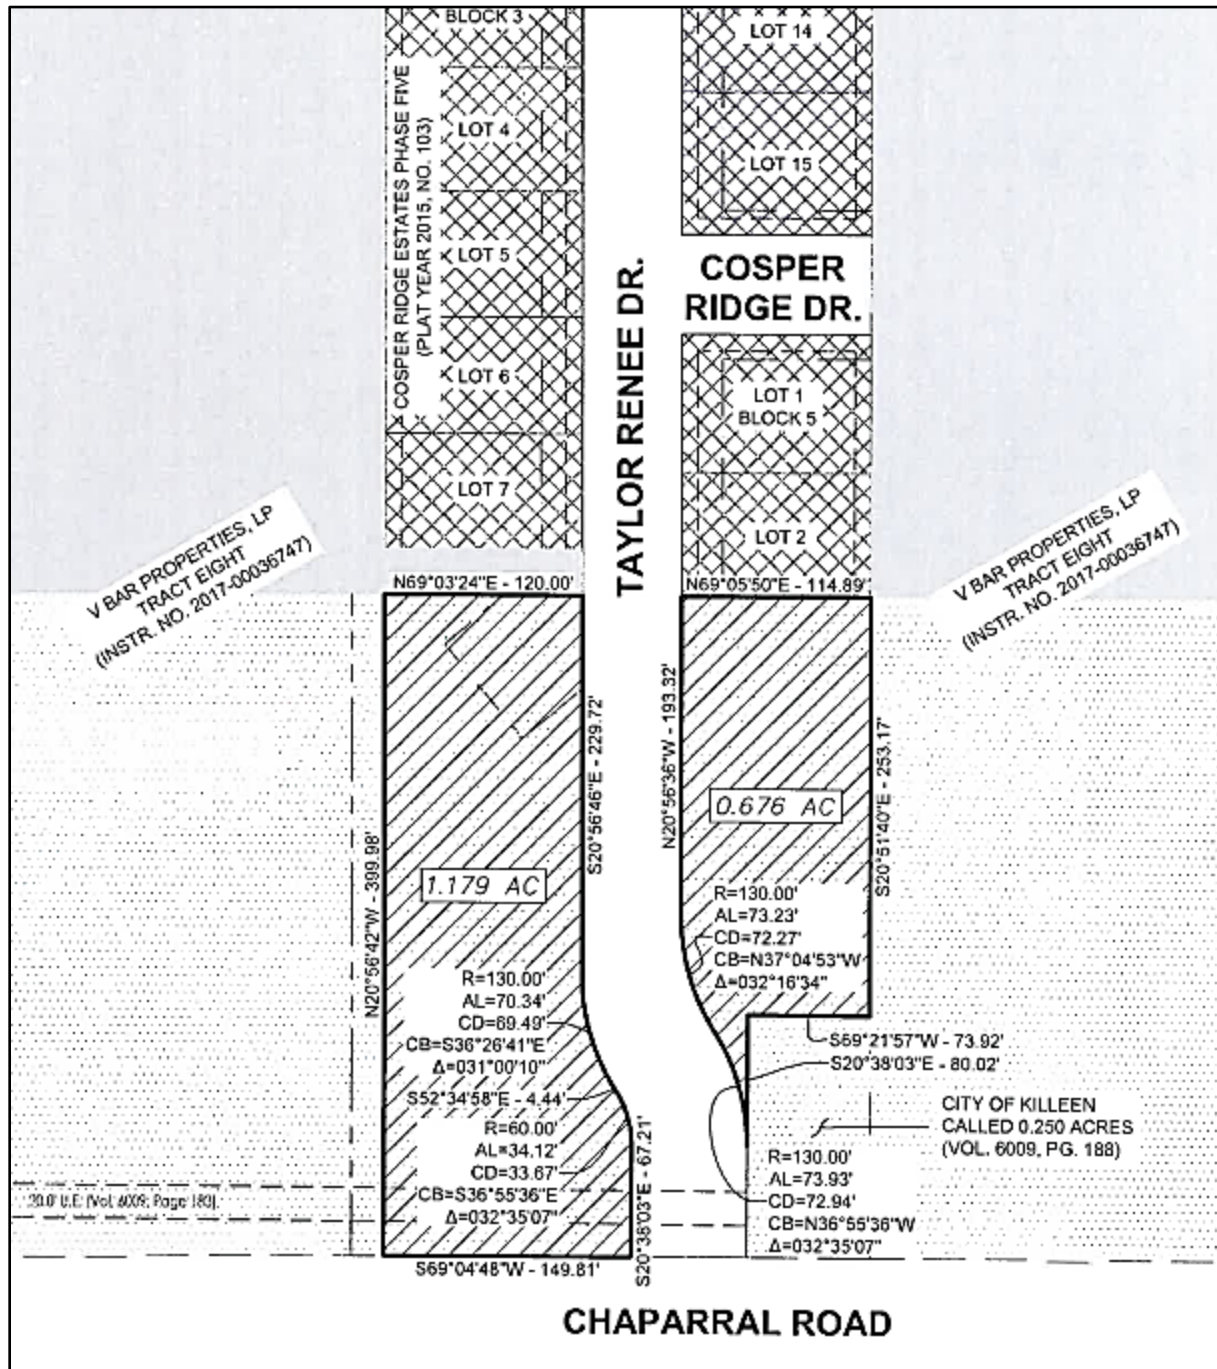 BLOCK 3
LOT 14
COSPER RIDGE ESTATES PHASE FIVE
(PLAT YEAR 2015, NO. 103)
LOT 4
LOT 15
LOT 5
TAYLOR RENEE DR.
COSPER
RIDGE DR.
LOT 6
LOT 1
BLOCK 5
LOT 7
LOT 2
V BAR PROPERTIES, LP
TRACT EIGHT
(INSTR. NO. 2017-00036747)
V BAR PROPERTIES, LP
TRACT EIGHT
(INSTR. NO. 2017-00036747)
N69°03'24"E - 120.00'
N69°05'50"E - 114.89'
S20°56'46"E - 229.72'
N20°56'36"W - 193.32'
S20°51'40"E - 253.17'
0.676 AC
N20°56'42"W - 399.98'
1.179 AC
R=130.00'
AL=73.23'
CD=72.27'
CB=N37°04'53"W
Δ=032°16'34"
R=130.00'
AL=70.34'
CD=69.49'
CB=S36°26'41"E
Δ=031°00'10"
S52°34'58"E - 4.44'
S69°21'57"W - 73.92'
S20°38'03"E - 80.02'
CITY OF KILLEEN
CALLED 0.250 ACRES
(VOL. 6009, PG. 188)
R=60.00'
AL=34.12'
CD=33.67'
CB=S36°55'36"E
Δ=032°35'07"
S20°38'03"E - 67.21'
R=130.00'
AL=73.93'
CD=72.94'
CB=N36°55'36"W
Δ=032°35'07"
U.E. (Vol. 6009, Page 183)
S69°04'48"W - 149.81'
CHAPARRAL ROAD